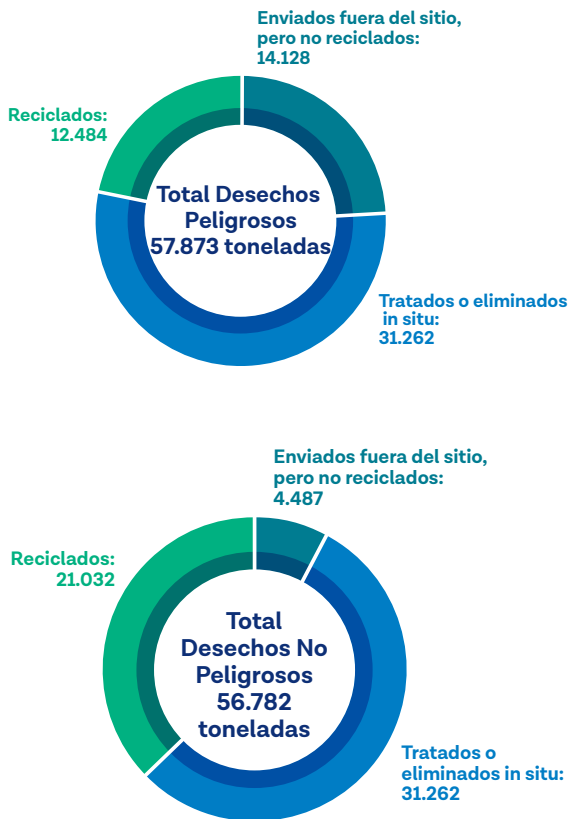 Enviados fuera del sitio,
pero no reciclados:
14.128
Reciclados:
12.484
Total Desechos
Peligrosos
57.873 toneladas
Tratados o eliminados
in situ:
31.262
Enviados fuera del sitio,
pero no reciclados:
4.487
Reciclados:
21.032
Total
Desechos No
Peligrosos
56.782
toneladas
Tratados o
eliminados in situ:
31.262